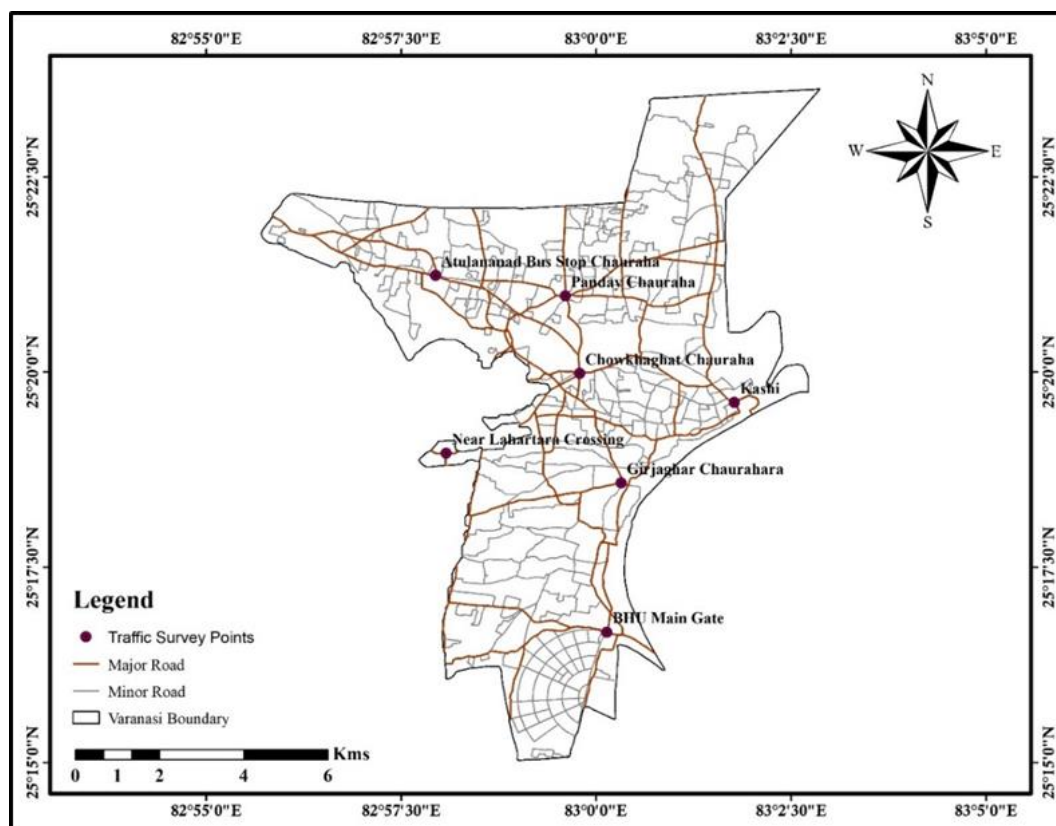 82°55'0"E 82°57'30"E 83°0'0"E 83°2'30"E 83°5'0"E
N
W E
S
25°22'30"N 25°22'30"N
Atulananad Bus Stop Chauraha
Panday Chauraha
25°20'0"N 25°20'0"N
Chowkhaghat Chauraha
Kashi
Near Lahartara Crossing
Girjaghar Chaurahara
25°17'30"N 25°17'30"N
BHU Main Gate
Legend
Traffic Survey Points
Major Road
Minor Road
Varanasi Boundary
Kms
0 1 2 4 6
25°15'0"N 25°15'0"N
82°55'0"E 82°57'30"E 83°0'0"E 83°2'30"E 83°5'0"E